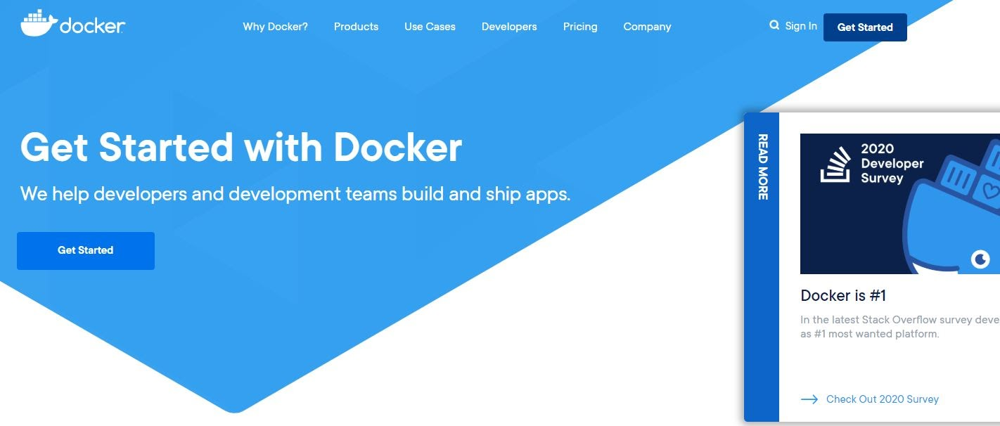 docker
Why Docker? Products Use Cases Developers Pricing Company
Sign In Get Started
Get Started with Docker
We help developers and development teams build and ship apps.
Get Started
READ MORE
2020
Developer
Survey
Docker is #1
In the latest Stack Overflow survey
as #1 most wanted platform.
Check Out 2020 Survey